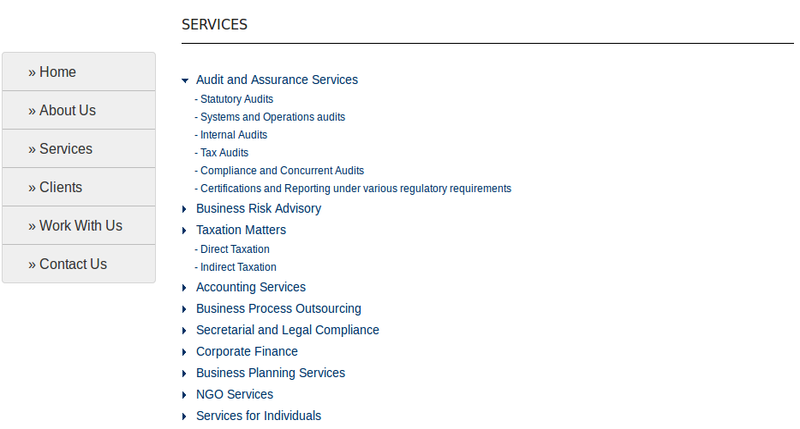 SERVICES
» Home
» About Us
» Services
» Clients
» Work With Us
» Contact Us
Audit and Assurance Services
- Statutory Audits
- Systems and Operations audits
- Internal Audits
- Tax Audits
- Compliance and Concurrent Audits
- Certifications and Reporting under various regulatory requirements
Business Risk Advisory
Taxation Matters
- Direct Taxation
- Indirect Taxation
Accounting Services
Business Process Outsourcing
Secretarial and Legal Compliance
Corporate Finance
Business Planning Services
NGO Services
Services for Individuals